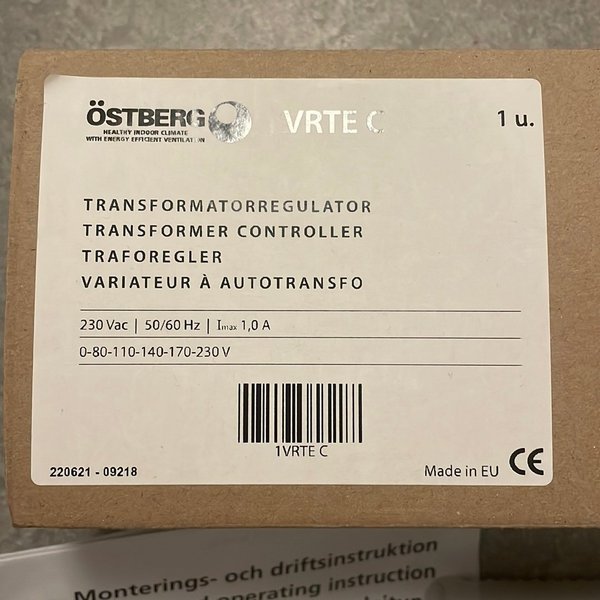 ÖSTBERG
HEALTHY INDOOR CLIMATE
WITH ENERGY EFFICIENT VENTILATION
VRTE C
1 u.
TRANSFORMATORREGULATOR
TRANSFORMER CONTROLLER
TRAFOREGLER
VARIATEUR À AUTOTRANSFO
230 Vac | 50/60 Hz | Imax 1,0 A
0-80-110-140-170-230 V
1VRTE C
220621 - 09218
Made in EU CE
Monterings- och driftsinstruktion
operating instruction